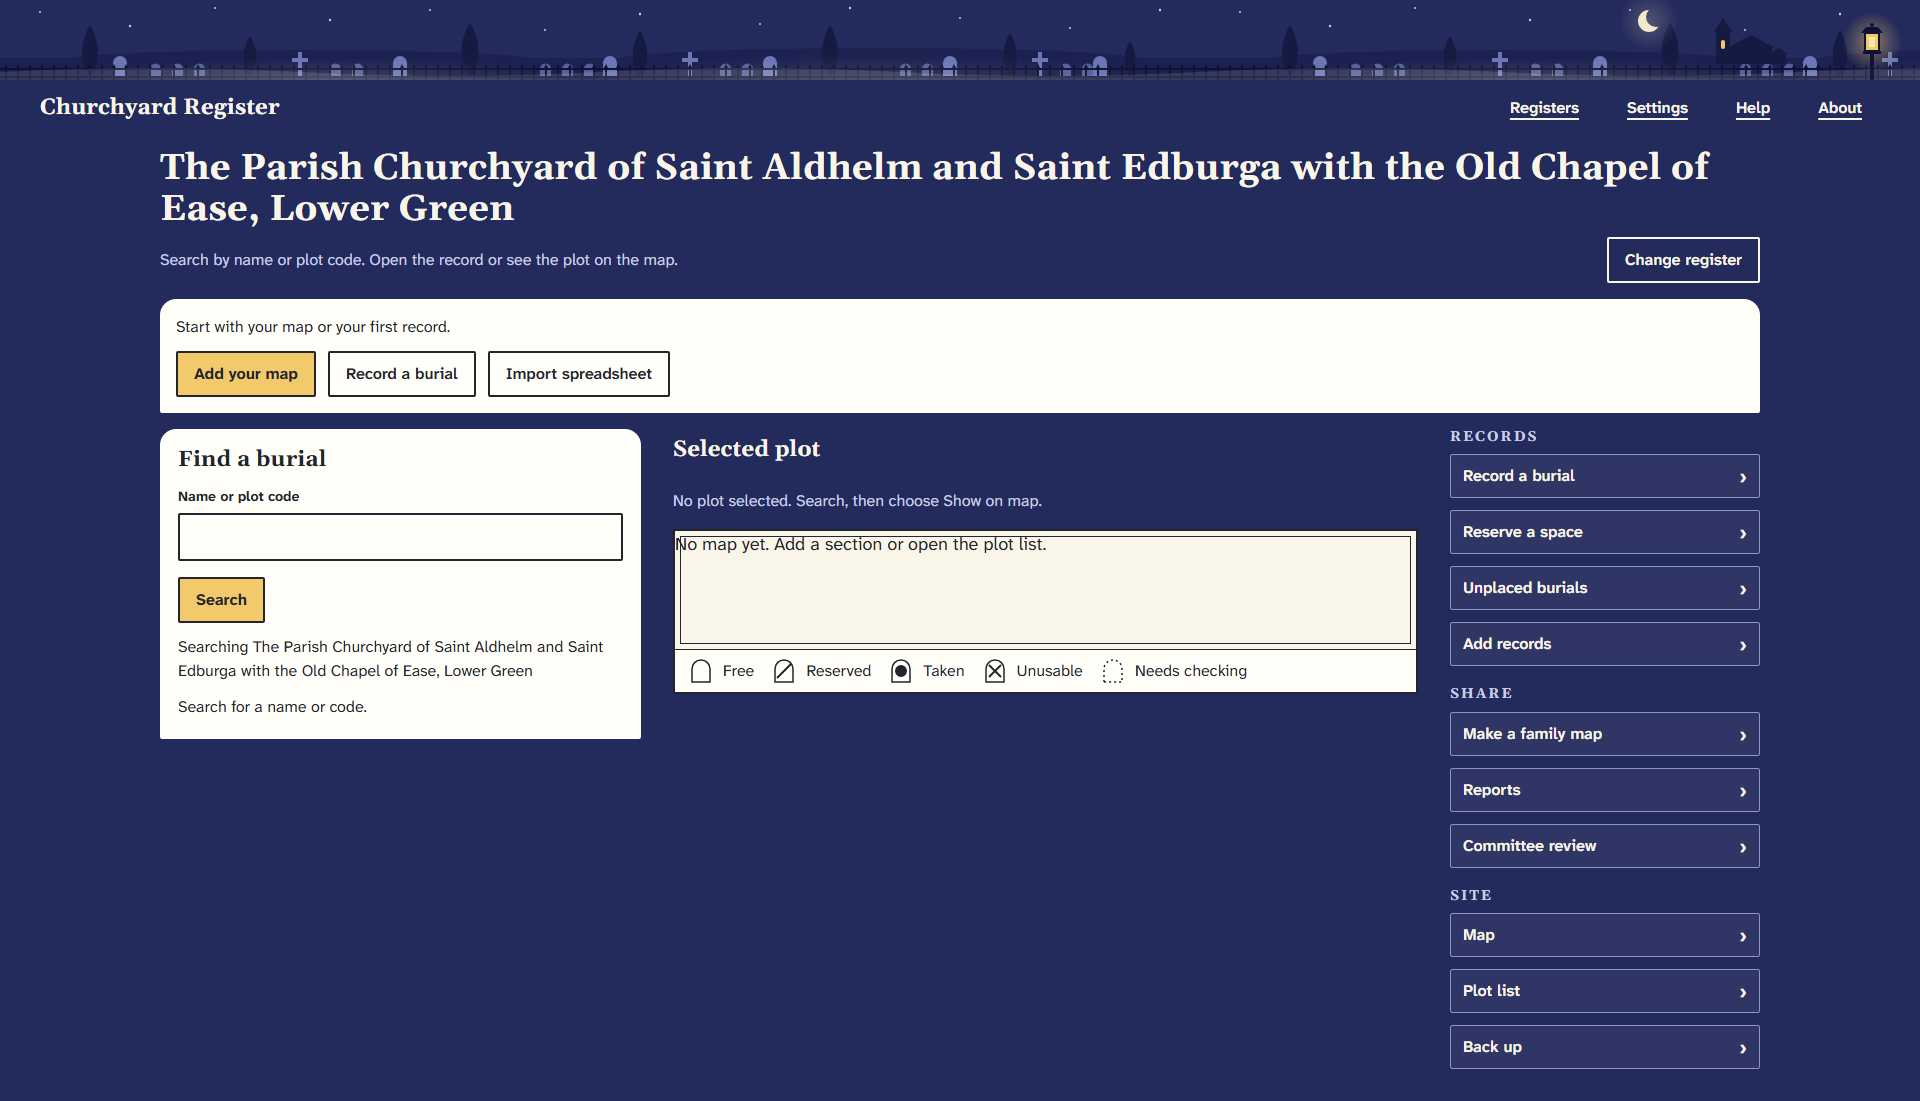 Churchyard Register
Registers
Settings
Help
About
The Parish Churchyard of Saint Aldhelm and Saint Edburga with the Old Chapel of
Ease, Lower Green
Search by name or plot code. Open the record or see the plot on the map.
Change register
Start with your map or your first record.
Add your map
Record a burial
Import spreadsheet
Find a burial
Name or plot code
Search
Searching The Parish Churchyard of Saint Aldhelm and Saint
Edburga with the Old Chapel of Ease, Lower Green
Search for a name or code.
Selected plot
No plot selected. Search, then choose Show on map.
No map yet. Add a section or open the plot list.
Free
Reserved
Taken
Unusable
Needs checking
RECORDS
Record a burial
Reserve a space
Unplaced burials
Add records
SHARE
Make a family map
Reports
Committee review
SITE
Map
Plot list
Back up